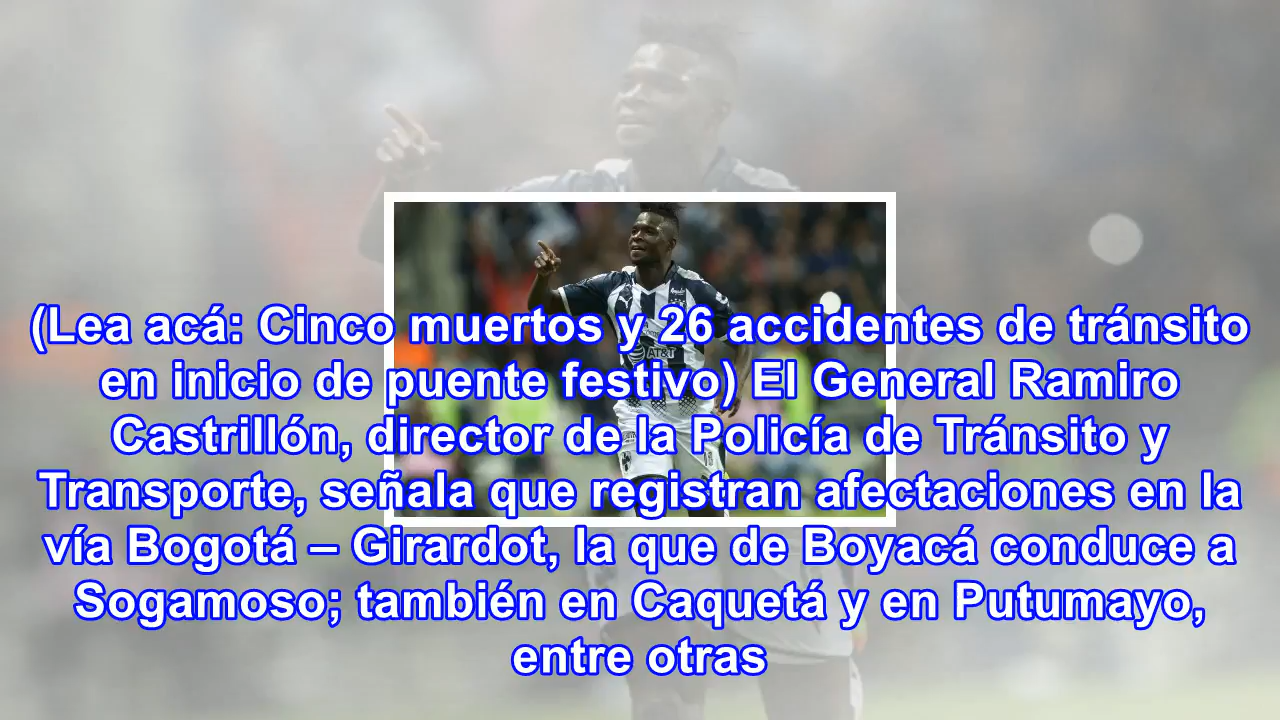 (Lea acá: Cinco muertos y 26 accidentes de tránsito
en inicio de puente festivo) El General Ramiro
Castrillón, director de la Policía de Tránsito y
Transporte, señala que registran afectaciones en la
vía Bogotá – Girardot, la que de Boyacá conduce a
Sogamoso; también en Caquetá y en Putumayo,
entre otras
AT&T